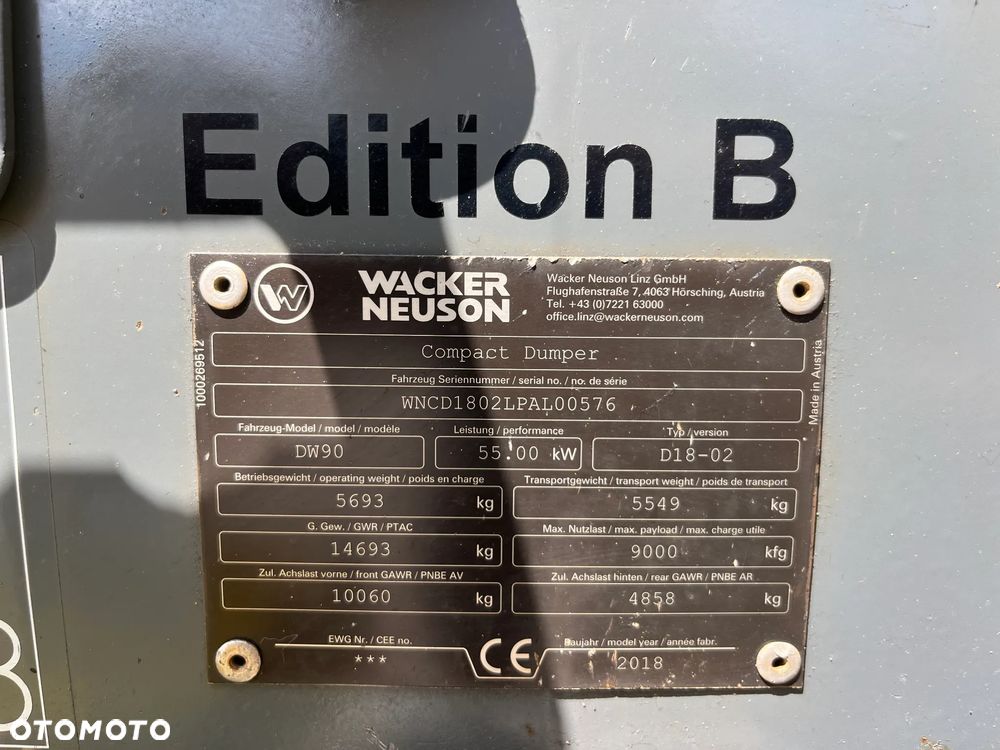 Edition B
W
WACKER
NEUSON
Wacker Neuson Linz GmbH
Flughafenstraße 7, 4063 Hörsching, Austria
Tel. +43 (0)7221 63000
office.linz@wackerneuson.com
Compact Dumper
Fahrzeug Seriennummer / serial no. / no. de série
WNCD1802LPAL00576
Fahrzeug-Model / model / modèle
DW90
Leistung / performance
55.00 kW
Typ / version
D18-02
Betriebsgewicht / operating weight / poids en charge
5693 kg
Transportgewicht / transport weight / poids de transport
5549 kg
G. Gew. / GWR / PTAC
14693 kg
Max. Nutzlast / max. payload / max. charge utile
9000 kfg
Zul. Achslast vorne / front GAWR / PNBE AV
10060 kg
Zul. Achslast hinten / rear GAWR / PNBE AR
4858 kg
EWG Nr. / CEE no.
***
CE
Baujahr / model year / année fabr.
2018
1000269512
Made in Austria
OTOMOTO